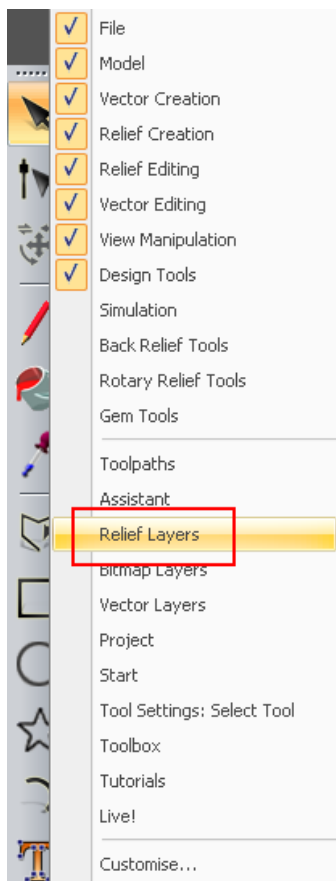 File
Model
Vector Creation
Relief Creation
Relief Editing
Vector Editing
View Manipulation
Design Tools
Simulation
Back Relief Tools
Rotary Relief Tools
Gem Tools
Toolpaths
Assistant
Relief Layers
Bitmap Layers
Vector Layers
Project
Start
Tool Settings: Select Tool
Toolbox
Tutorials
Live!
Customise...